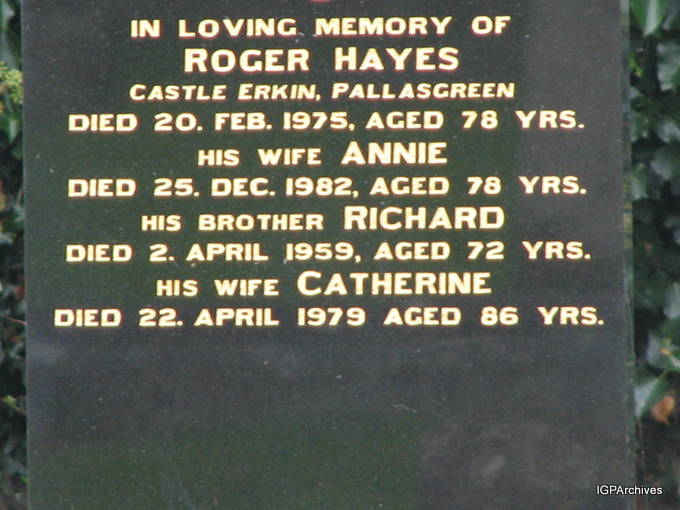 IN LOVING MEMORY OF
ROGER HAYES
CASTLE ERKIN, PALLASGREEN
DIED 20. FEB. 1975, AGED 78 YRS.
HIS WIFE ANNIE
DIED 25. DEC. 1982, AGED 78 YRS.
HIS BROTHER RICHARD
DIED 2. APRIL 1959, AGED 72 YRS.
HIS WIFE CATHERINE
DIED 22. APRIL 1979 AGED 86 YRS.
IGPArchives